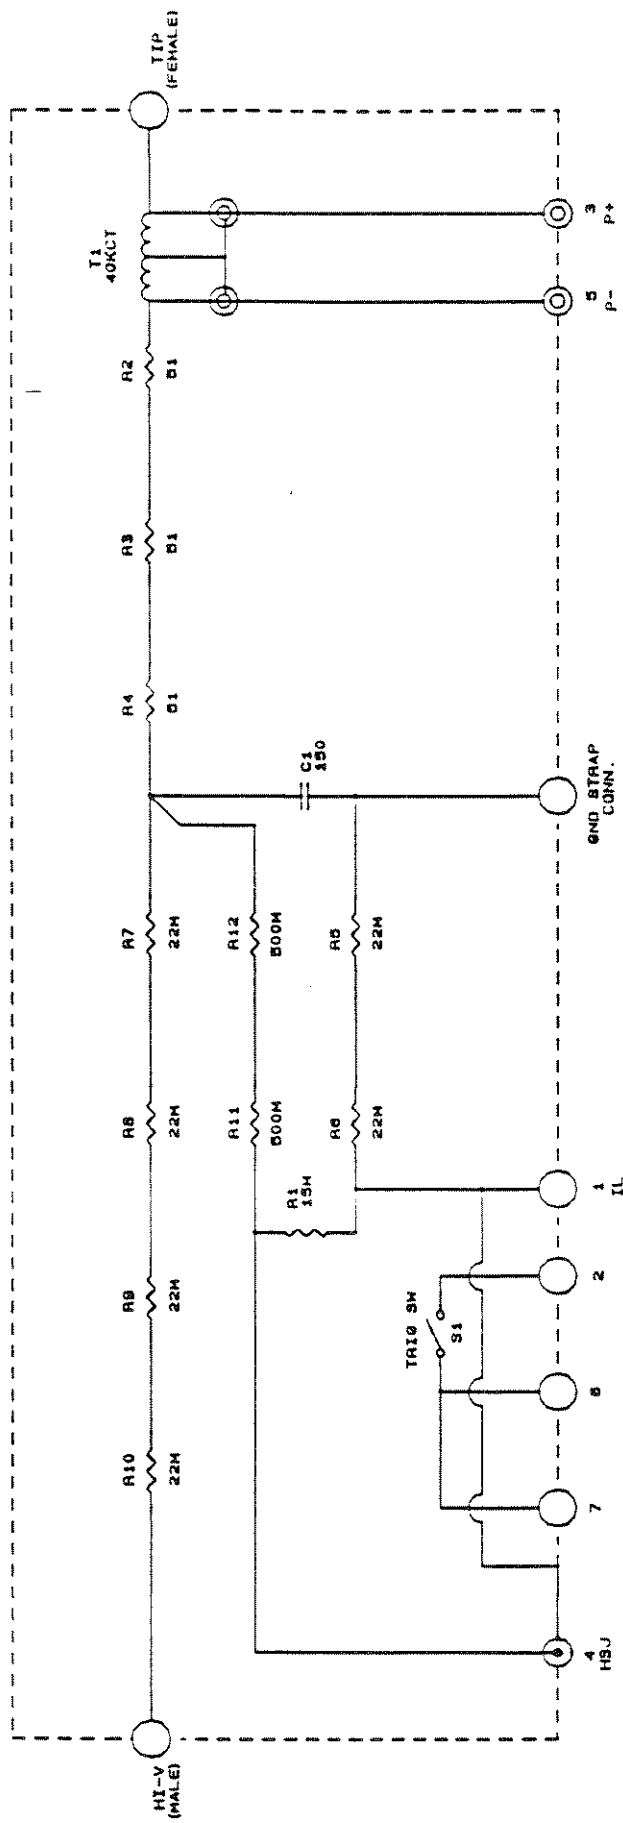 HI-V
(MALE)
R10
22M
R9
22M
R8
22M
R7
22M
R4
51
R3
51
R2
51
T1
40KCT
TIP
(FEMALE)
R11
500M
R12
500M
R1
15M
C1
150
R6
22M
R5
22M
TRIG SW
S1
4
HSJ
7
6
2
1
IL
GND STRAP
CONN.
5
P-
3
P+